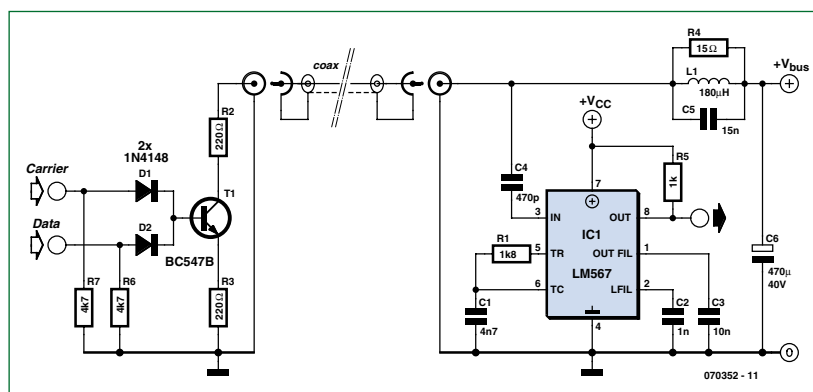 R4
15Ω
coax
L1
+Vbus
180μH
C5
15n
+VCC
R2
220Ω
2x
1N4148
Carrier
D1
T1
Data
D2
BC547B
R7
4k7
R6
4k7
R3
220Ω
C4
470p
R5
1k
7
3
IN
OUT
8
R1
1k8
5
TR
IC1
OUT FIL
1
LM567
6
TC
LFIL
2
4
C1
4n7
C2
1n
C3
10n
C6
470μ
40V
0
070352 - 11